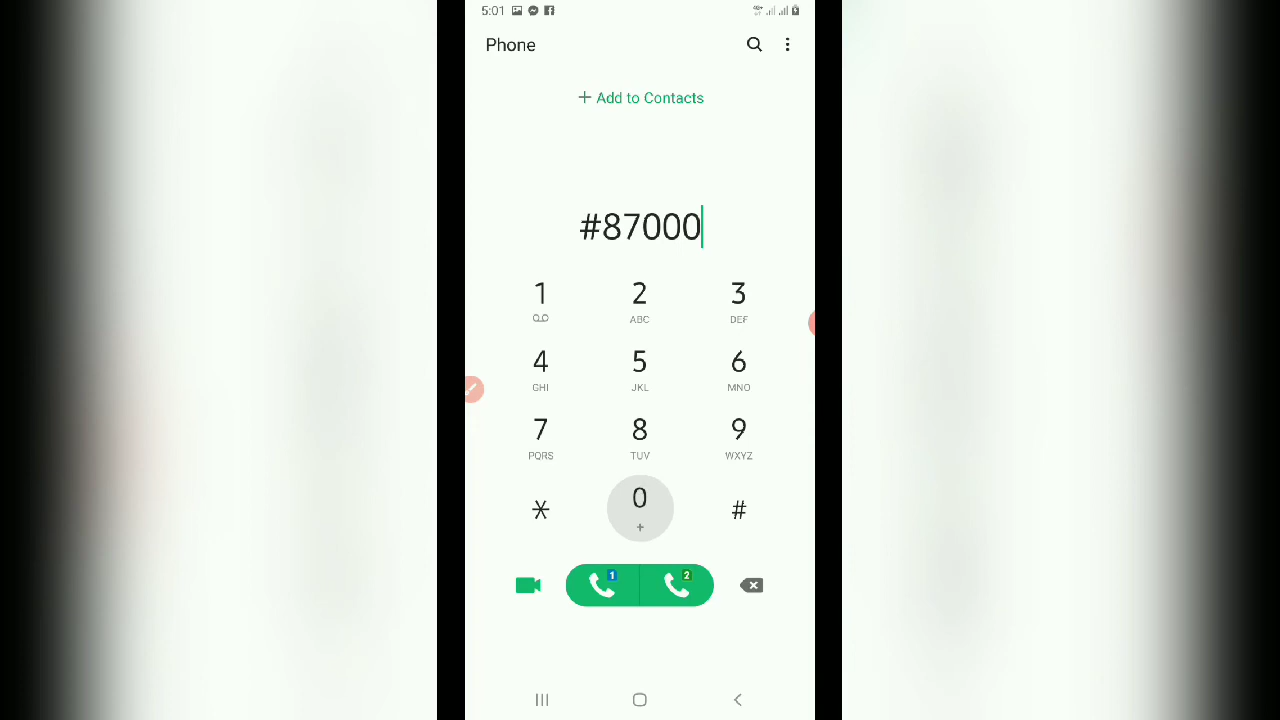 5:01
Phone
+ Add to Contacts
#87000
1 2 3
ABC DEF
4 5 6
GHI JKL MNO
7 8 9
PQRS TUV WXYZ
* 0 #
+
1 2